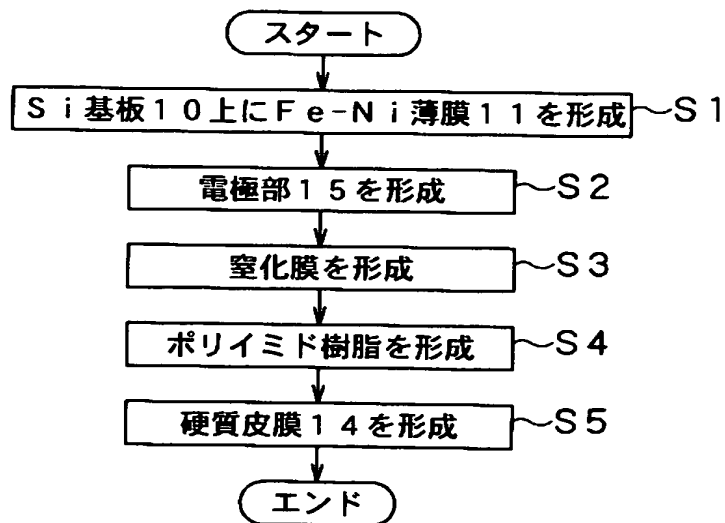 スタート
Si基板10上にFe-Ni薄膜11を形成 ~S1
電極部15を形成 ~S2
窒化膜を形成 ~S3
ポリイミド樹脂を形成 ~S4
硬質皮膜14を形成 ~S5
エンド